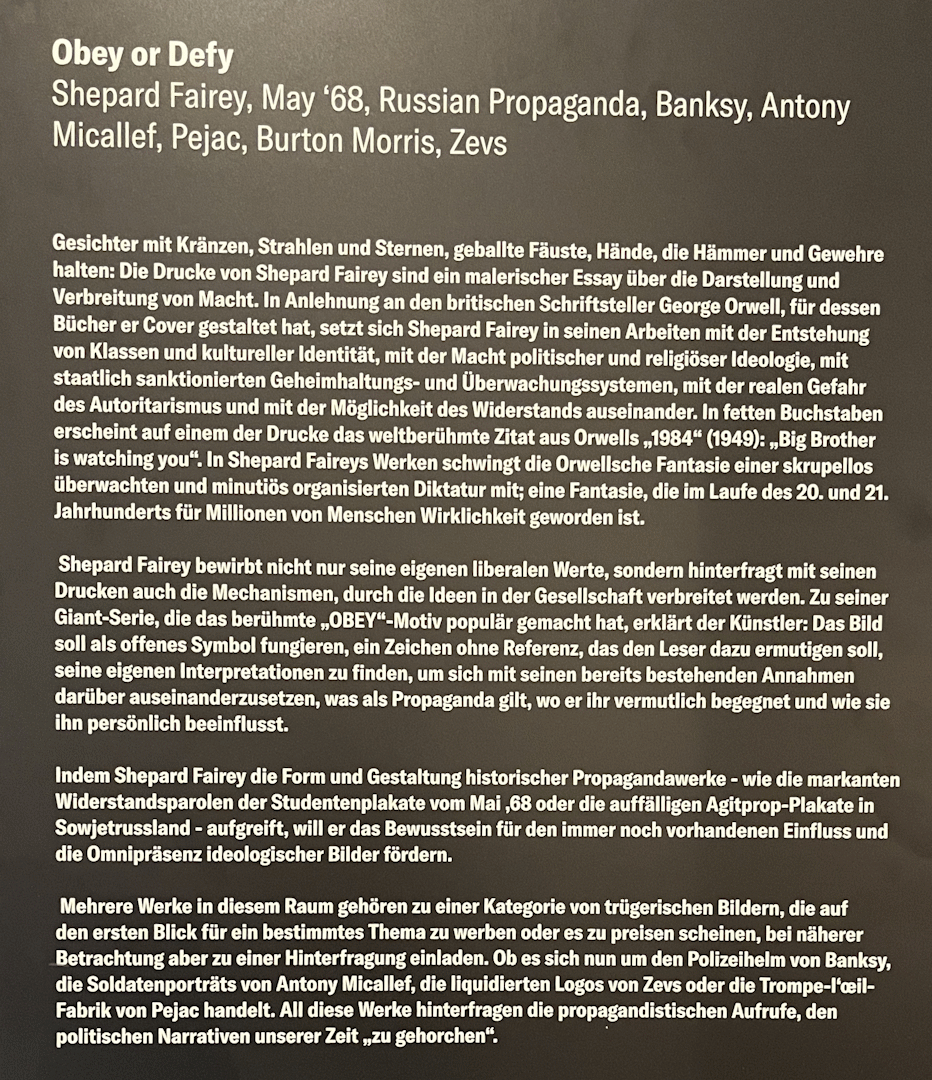 Obey or Defy
Shepard Fairey, May ‘68, Russian Propaganda, Banksy, Antony
Micallef, Pejac, Burton Morris, Zevs
Gesichter mit Kränzen, Strahlen und Sternen, geballte Fäuste, Hände, die Hämmer und Gewehre
halten: Die Drucke von Shepard Fairey sind ein malerischer Essay über die Darstellung und
Verbreitung von Macht. In Anlehnung an den britischen Schriftsteller George Orwell, für dessen
Bücher er Cover gestaltet hat, setzt sich Shepard Fairey in seinen Arbeiten mit der Entstehung
von Klassen und kultureller Identität, mit der Macht politischer und religiöser Ideologie, mit
staatlich sanktionierten Geheimhaltungs- und Überwachungssystemen, mit der realen Gefahr
des Autoritarismus und mit der Möglichkeit des Widerstands auseinander. In fetten Buchstaben
erscheint auf einem der Drucke das weltberühmte Zitat aus Orwells „1984“ (1949): „Big Brother
is watching you“. In Shepard Faireys Werken schwingt die Orwellsche Fantasie einer skrupellos
überwachten und minutiös organisierten Diktatur mit; eine Fantasie, die im Laufe des 20. und 21.
Jahrhunderts für Millionen von Menschen Wirklichkeit geworden ist.
Shepard Fairey bewirbt nicht nur seine eigenen liberalen Werte, sondern hinterfragt mit seinen
Drucken auch die Mechanismen, durch die Ideen in der Gesellschaft verbreitet werden. Zu seiner
Giant-Serie, die das berühmte „OBEY“-Motiv populär gemacht hat, erklärt der Künstler: Das Bild
soll als offenes Symbol fungieren, ein Zeichen ohne Referenz, das den Leser dazu ermutigen soll,
seine eigenen Interpretationen zu finden, um sich mit seinen bereits bestehenden Annahmen
darüber auseinanderzusetzen, was als Propaganda gilt, wo er ihr vermutlich begegnet und wie sie
ihn persönlich beeinflusst.
Indem Shepard Fairey die Form und Gestaltung historischer Propagandawerke - wie die markanten
Widerstandsparolen der Studentenplakate vom Mai ‚68 oder die auffälligen Agitprop-Plakate in
Sowjetrussland - aufgreift, will er das Bewusstsein für den immer noch vorhandenen Einfluss und
die Omnipräsenz ideologischer Bilder fördern.
Mehrere Werke in diesem Raum gehören zu einer Kategorie von trügerischen Bildern, die auf
den ersten Blick für ein bestimmtes Thema zu werben oder es zu preisen scheinen, bei näherer
Betrachtung aber zu einer Hinterfragung einladen. Ob es sich nun um den Polizeihelm von Banksy,
die Soldatenporträts von Antony Micallef, die liquidierten Logos von Zevs oder die Trompe-l‘œil-
Fabrik von Pejac handelt. All diese Werke hinterfragen die propagandistischen Aufrufe, den
politischen Narrativen unserer Zeit „zu gehorchen“.